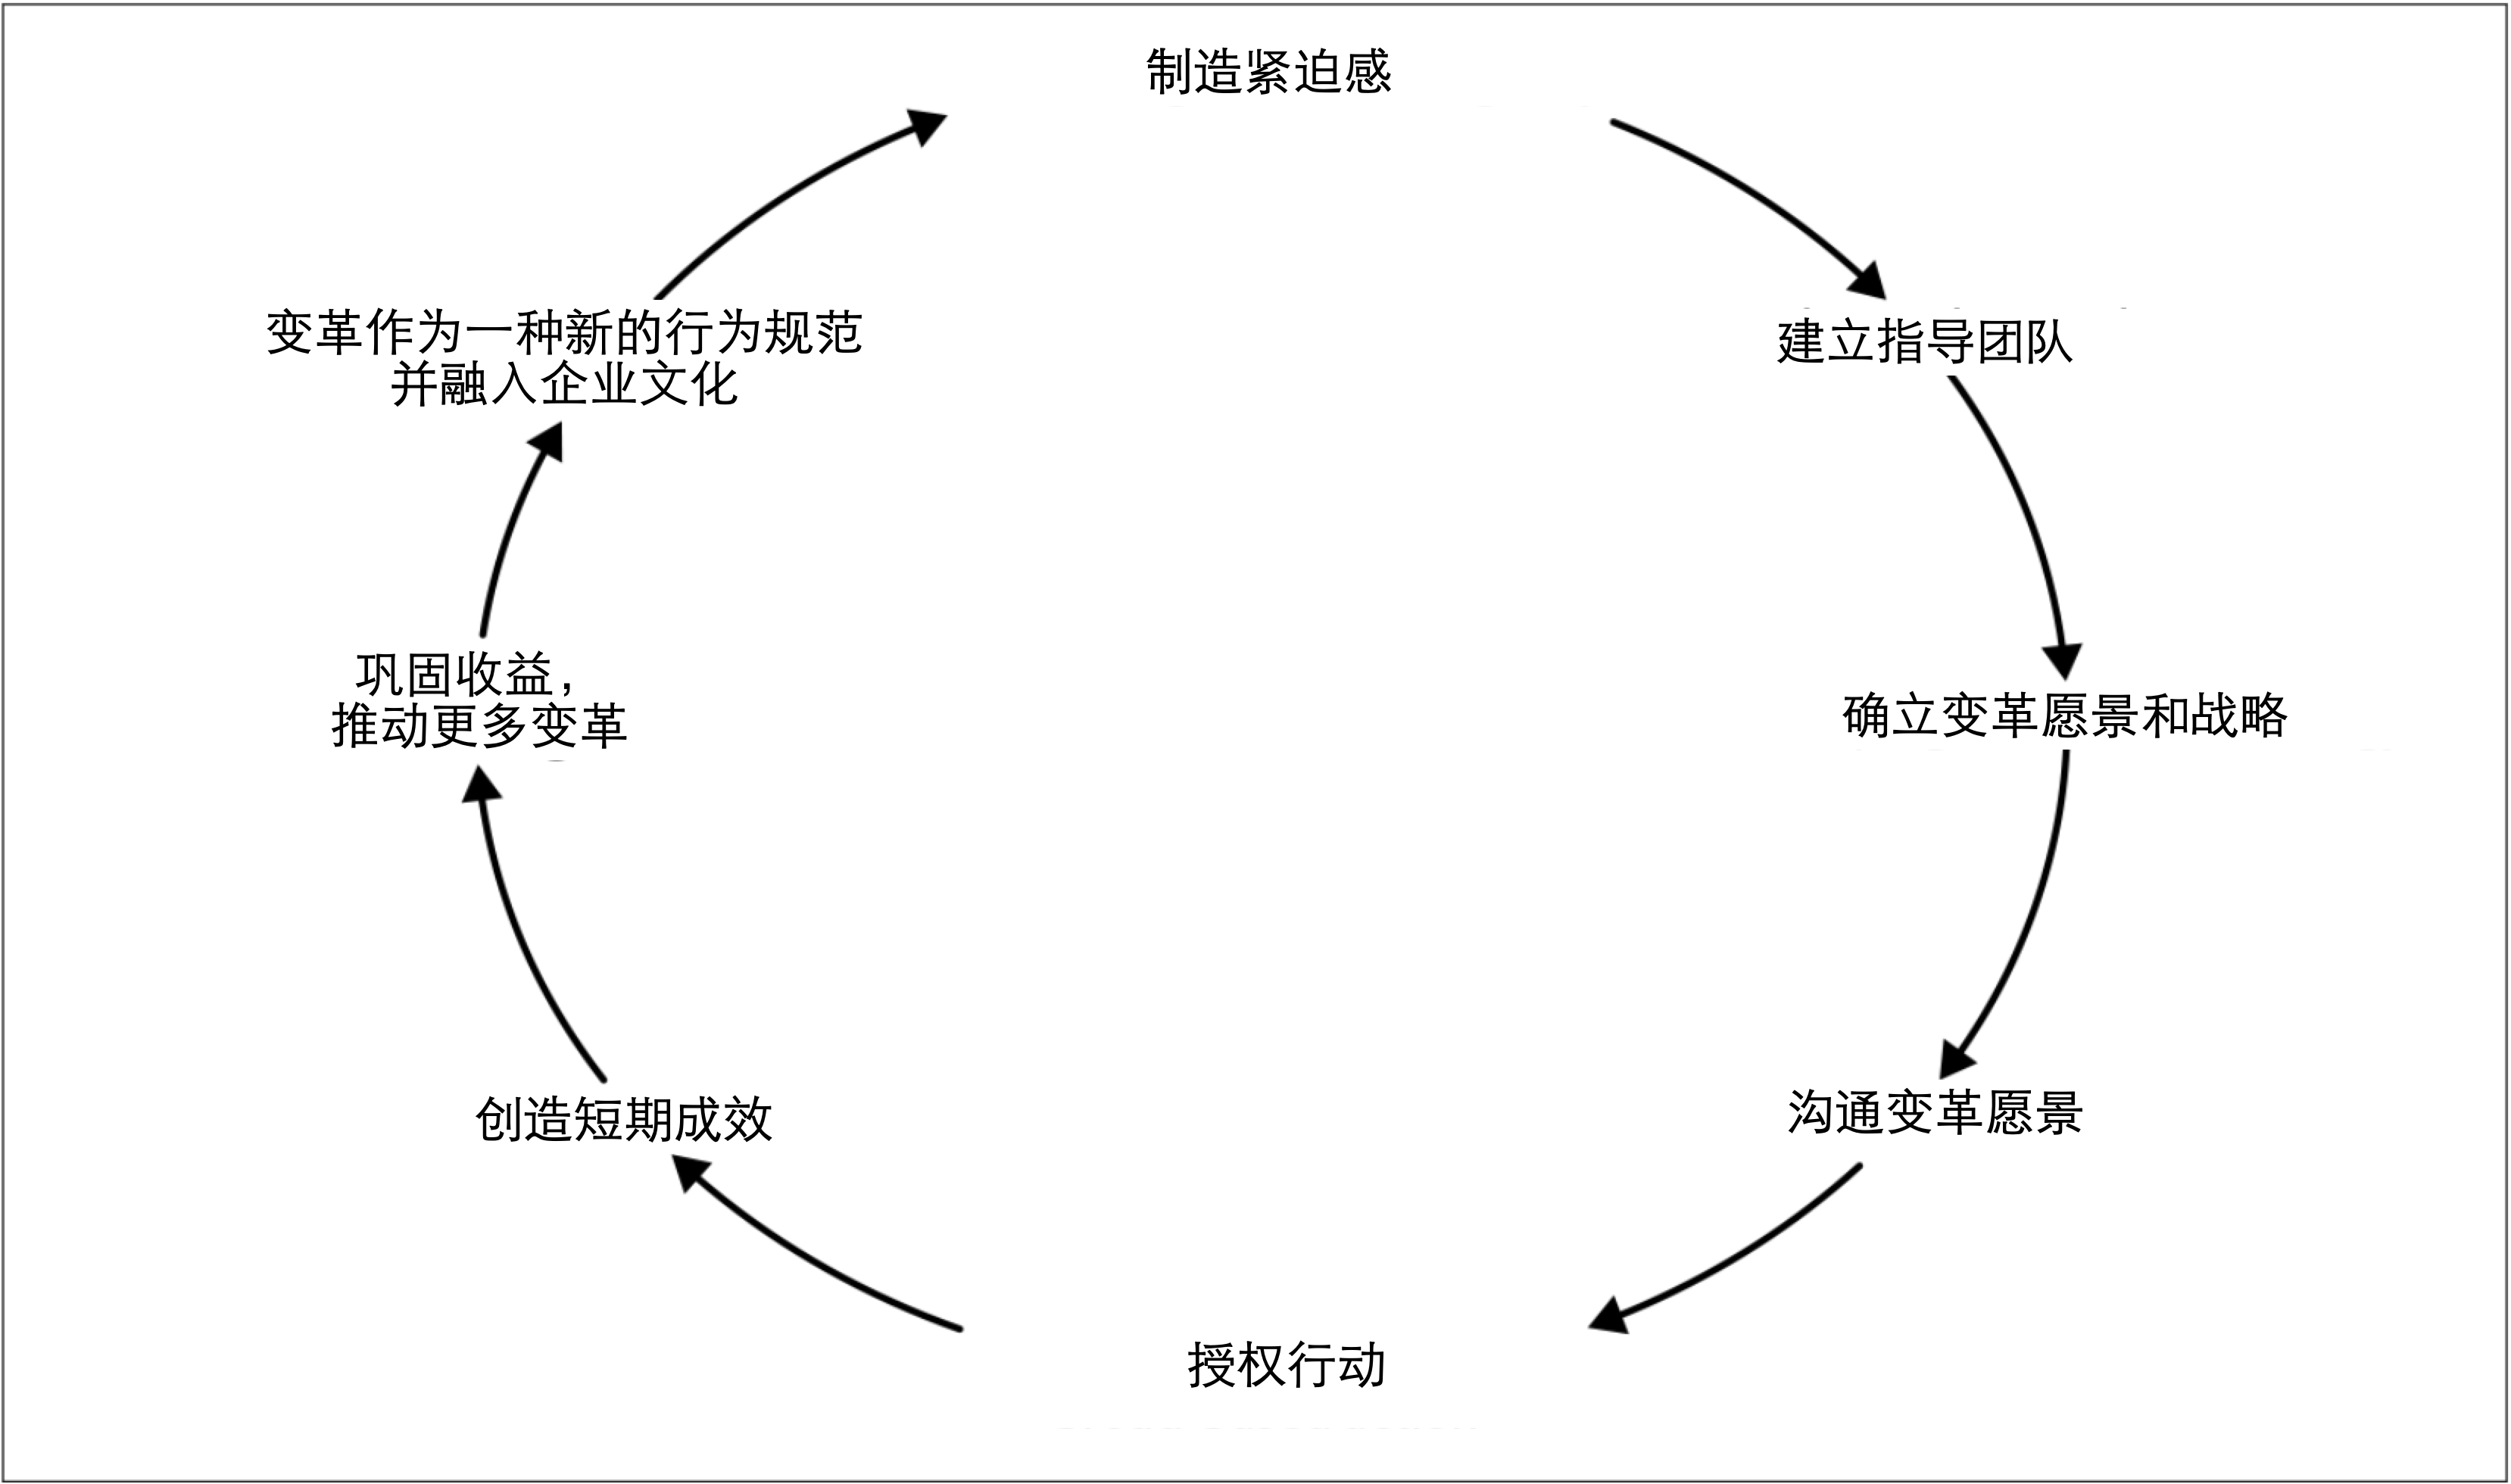 制造紧迫感
建立指导团队
确立变革愿景和战略
沟通变革愿景
授权行动
创造短期成效
巩固收益,
推动更多变革
变革作为一种新的行为规范
并融入企业文化